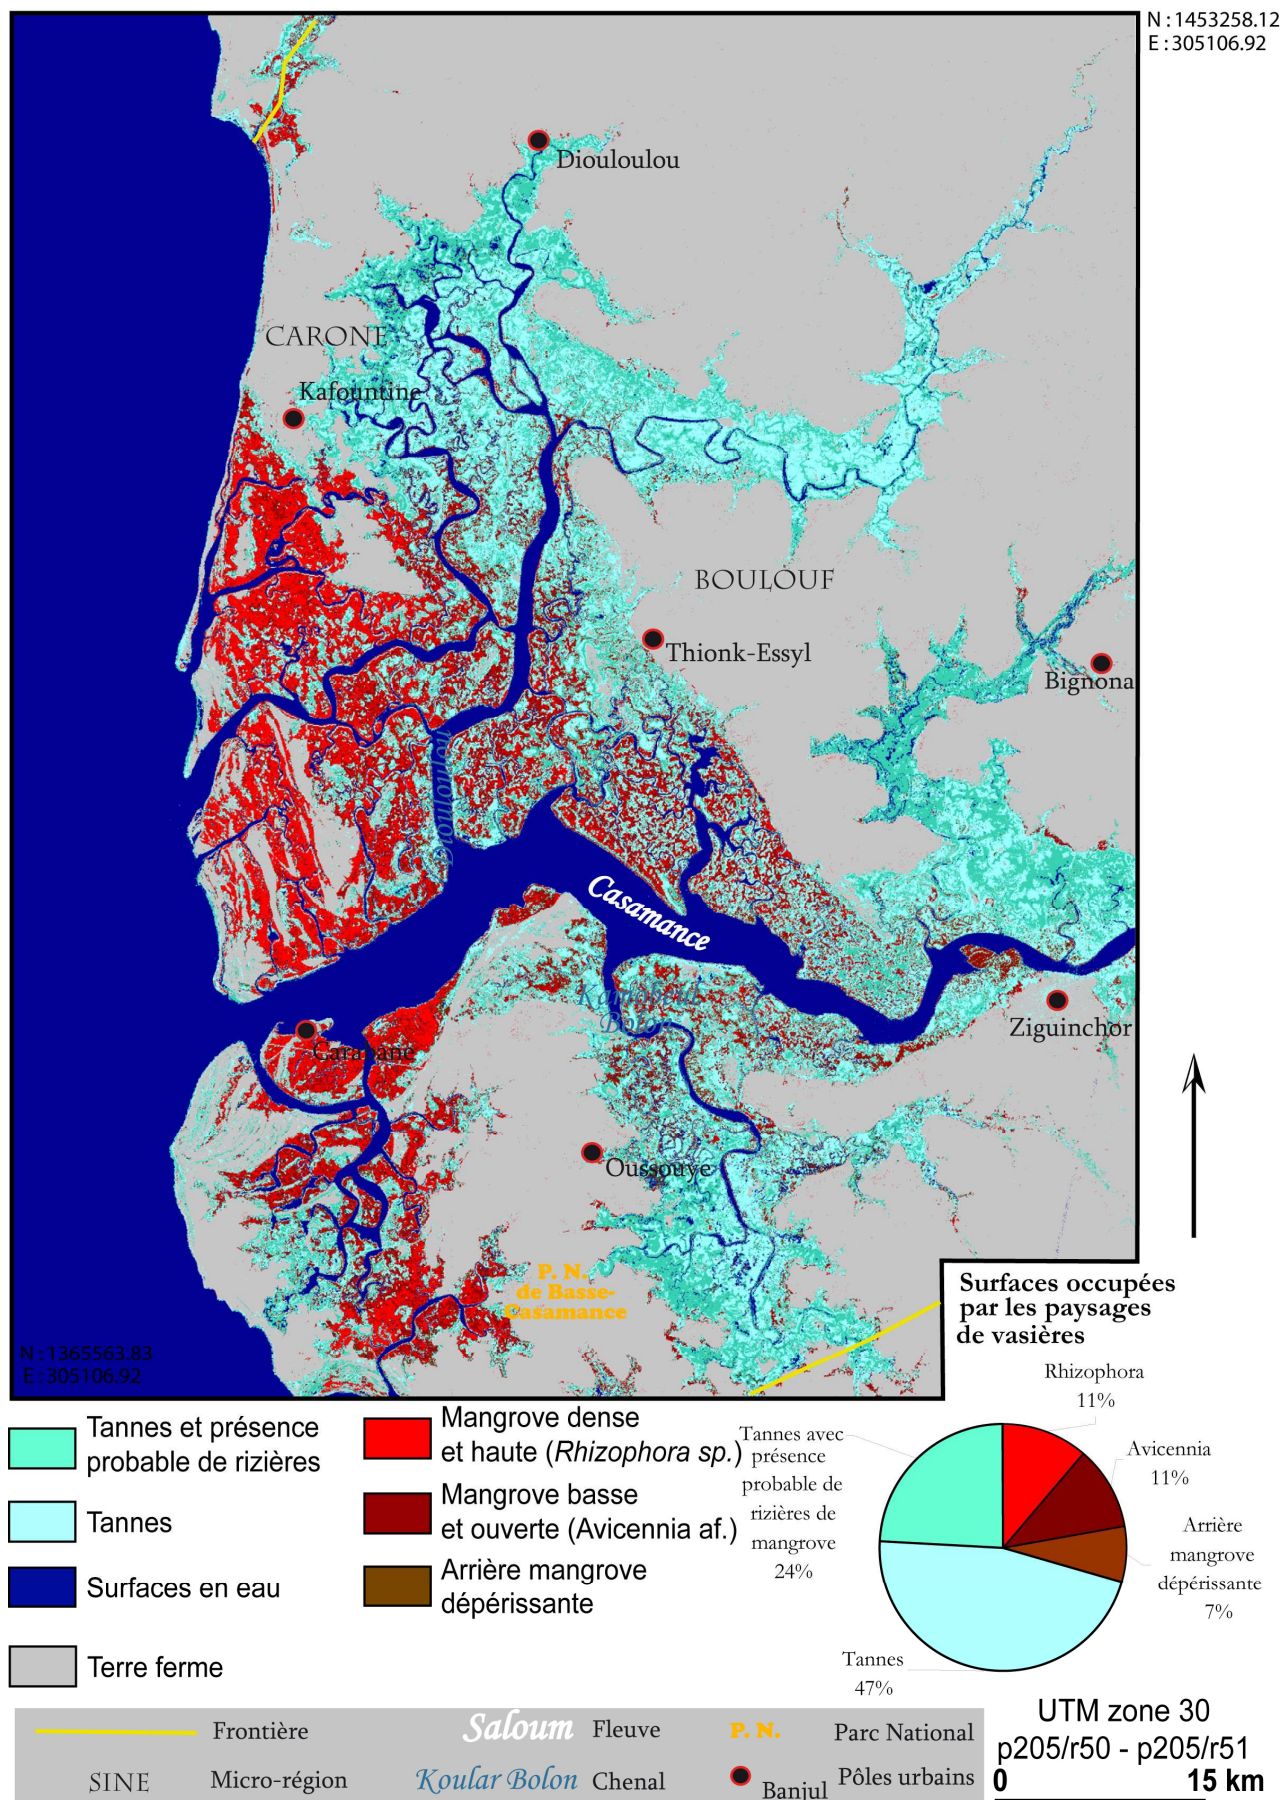 N : 1453258.12
E : 305106.92
Diouloulou
CARONE
Kafountine
BOULOUF
Thionk-Essyl
Bignona
Diouloulou
Casamance
Kamobeul
Bolon
Ziguinchor
Carabane
Oussouye
P. N.
de Basse-
Casamance
N : 1365563.83
E : 305106.92
Surfaces occupées
par les paysages
de vasières
Rhizophora
11%
Avicennia
11%
Arrière
mangrove
dépérissante
7%
Tannes
47%
Tannes avec
présence
probable de
rizières de
mangrove
24%
Tannes et présence
probable de rizières
Tannes
Surfaces en eau
Terre ferme
Mangrove dense
et haute (Rhizophora sp.)
Mangrove basse
et ouverte (Avicennia af.)
Arrière mangrove
dépérissante
Frontière
SINE Micro-région
Saloum Fleuve
Koular Bolon Chenal
P. N. Parc National
Banjul Pôles urbains
UTM zone 30
p205/r50 - p205/r51
0 15 km